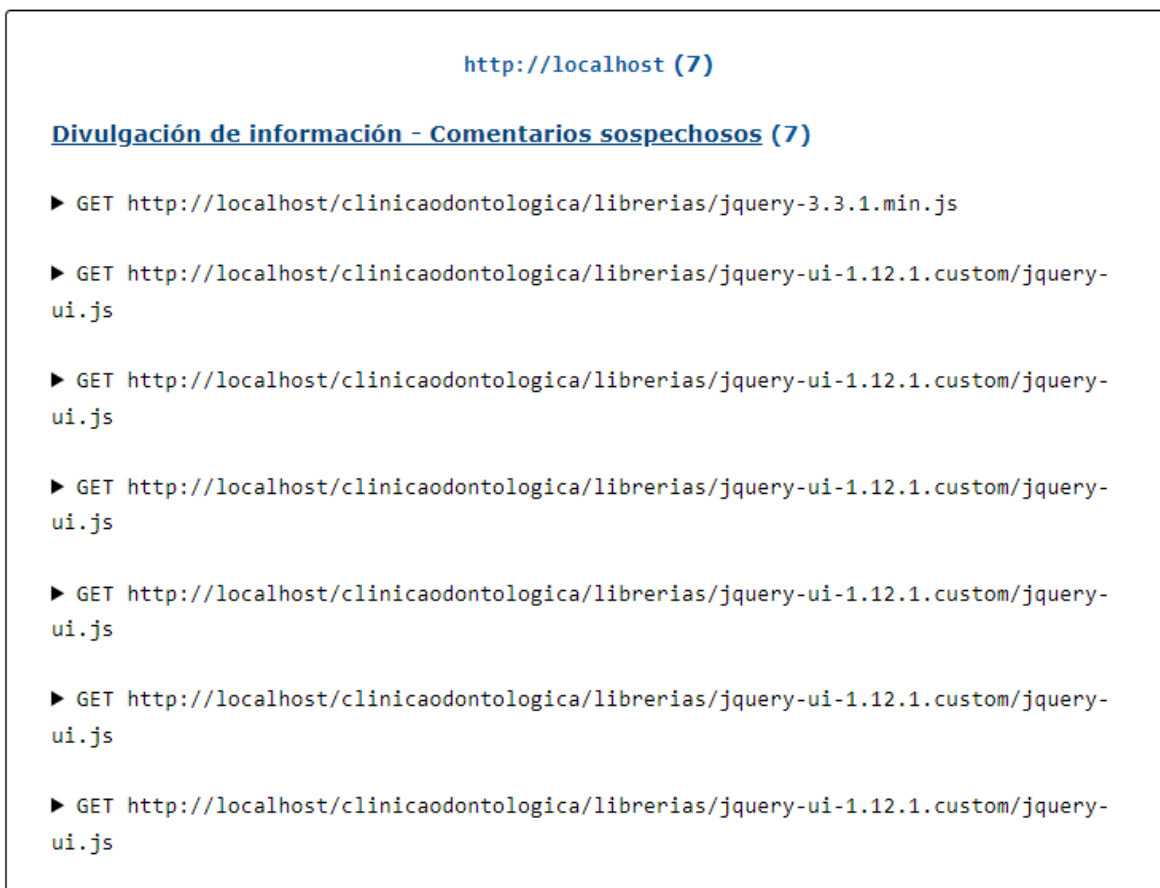 http://localhost (7)
Divulgación de información - Comentarios sospechosos (7)
▶ GET http://localhost/clinicaodontologica/librerias/jquery-3.3.1.min.js
▶ GET http://localhost/clinicaodontologica/librerias/jquery-ui-1.12.1.custom/jquery-
ui.js
▶ GET http://localhost/clinicaodontologica/librerias/jquery-ui-1.12.1.custom/jquery-
ui.js
▶ GET http://localhost/clinicaodontologica/librerias/jquery-ui-1.12.1.custom/jquery-
ui.js
▶ GET http://localhost/clinicaodontologica/librerias/jquery-ui-1.12.1.custom/jquery-
ui.js
▶ GET http://localhost/clinicaodontologica/librerias/jquery-ui-1.12.1.custom/jquery-
ui.js
▶ GET http://localhost/clinicaodontologica/librerias/jquery-ui-1.12.1.custom/jquery-
ui.js